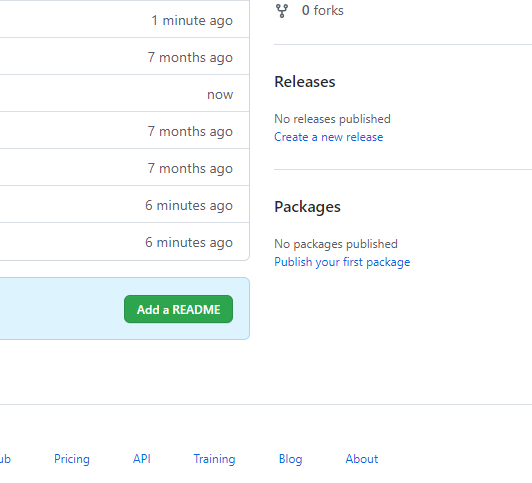 1 minute ago
7 months ago
now
7 months ago
7 months ago
6 minutes ago
6 minutes ago
Add a README
0 forks
Releases
No releases published
Create a new release
Packages
No packages published
Publish your first package
Pricing API Training Blog About